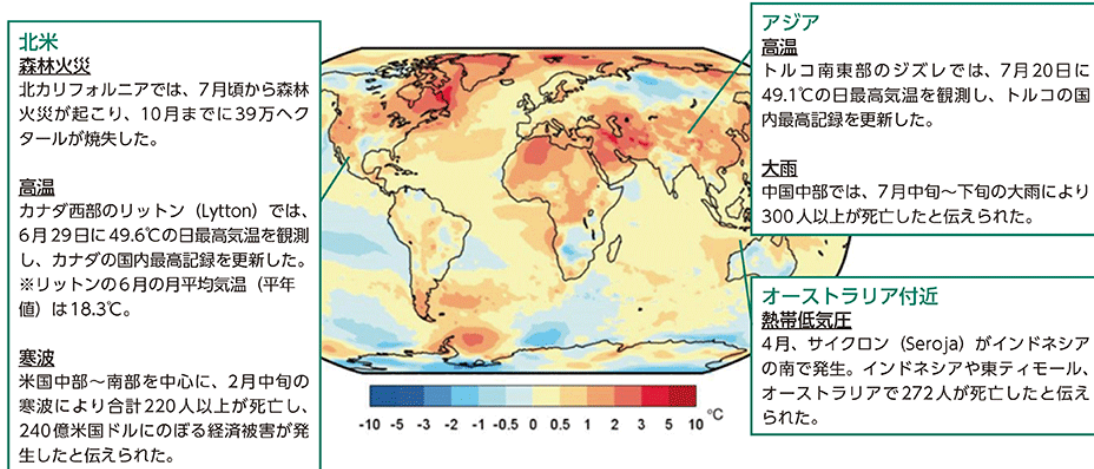 北米
森林火災
北カリフォルニアでは、7月頃から森林
火災が起こり、10月までに39万ヘク
タールが焼失した。
高温
カナダ西部のリットン（Lytton）では、
6月29日に49.6℃の日最高気温を観測
し、カナダの国内最高記録を更新した。
※リットンの6月の月平均気温（平年
値）は18.3℃。
寒波
米国中部～南部を中心に、2月中旬の
寒波により合計220人以上が死亡し、
240億米国ドルにのぼる経済被害が発
生したと伝えられた。
アジア
高温
トルコ南東部のジズレでは、7月20日に
49.1℃の日最高気温を観測し、トルコの国
内最高記録を更新した。
大雨
中国中部では、7月中旬～下旬の大雨により
300人以上が死亡したと伝えられた。
オーストラリア付近
熱帯低気圧
4月、サイクロン（Seroja）がインドネシア
の南で発生。インドネシアや東ティモール、
オーストラリアで272人が死亡したと伝え
られた。
-10 -5 -3 -2 -1 -0.5 0 0.5 1 2 3 5 10 ℃